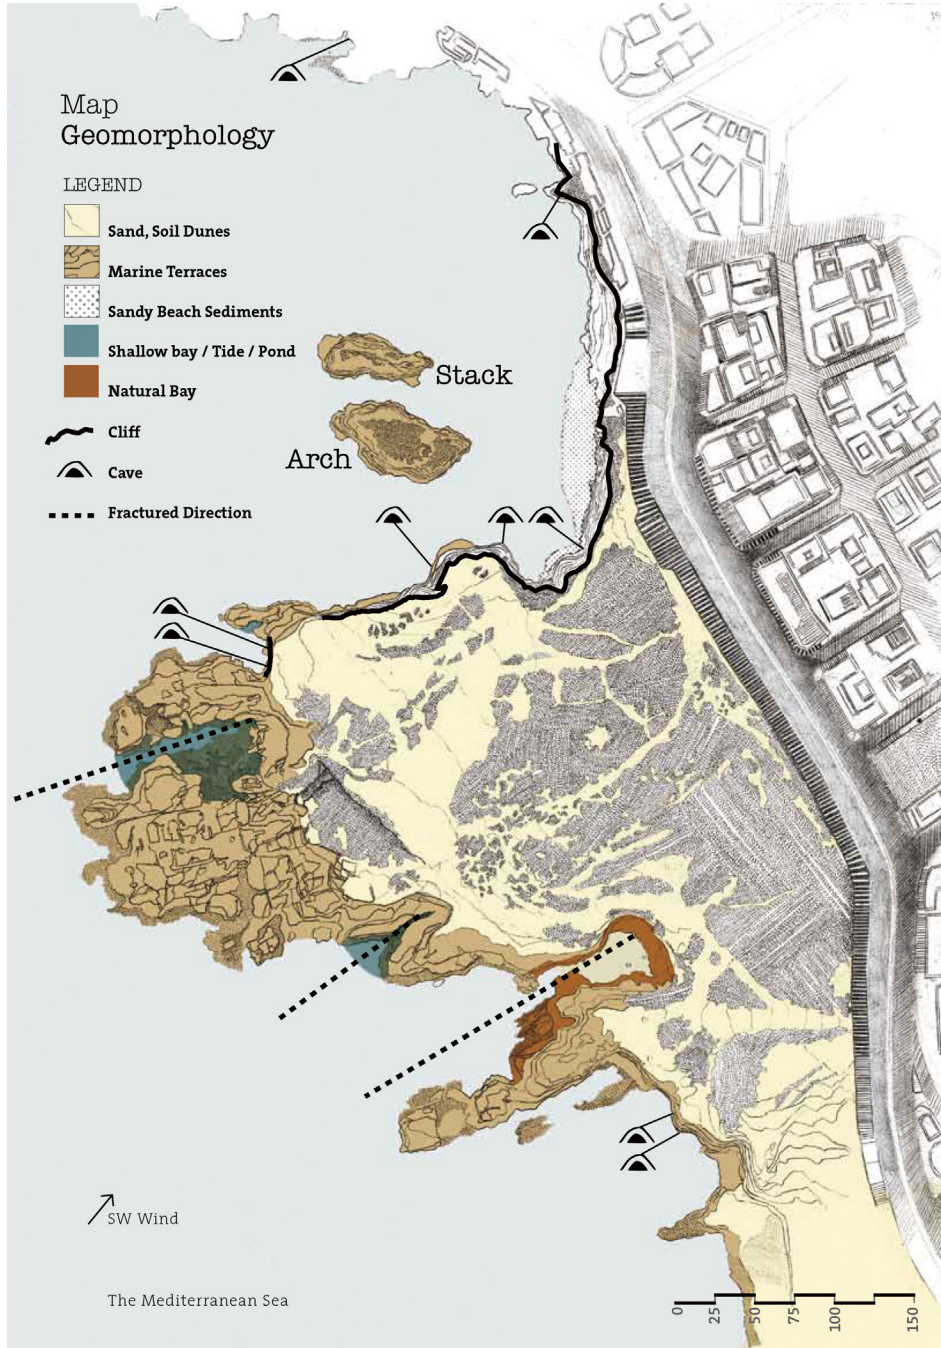 Map
Geomorphology
LEGEND
Sand, Soil Dunes
Marine Terraces
Sandy Beach Sediments
Shallow bay / Tide / Pond
Natural Bay
Cliff
Cave
Fractured Direction
Stack
Arch
SW Wind
The Mediterranean Sea
0
25
50
75
100
150